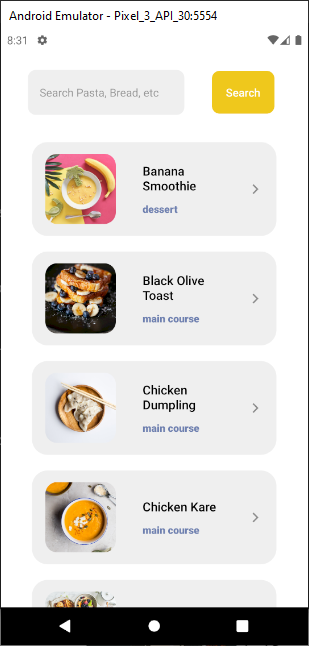 Android Emulator - Pixel_3_API_30:5554
8:31
Search Pasta, Bread, etc
Search
Banana
Smoothie
dessert
Black Olive
Toast
main course
Chicken
Dumpling
main course
Chicken Kare
main course